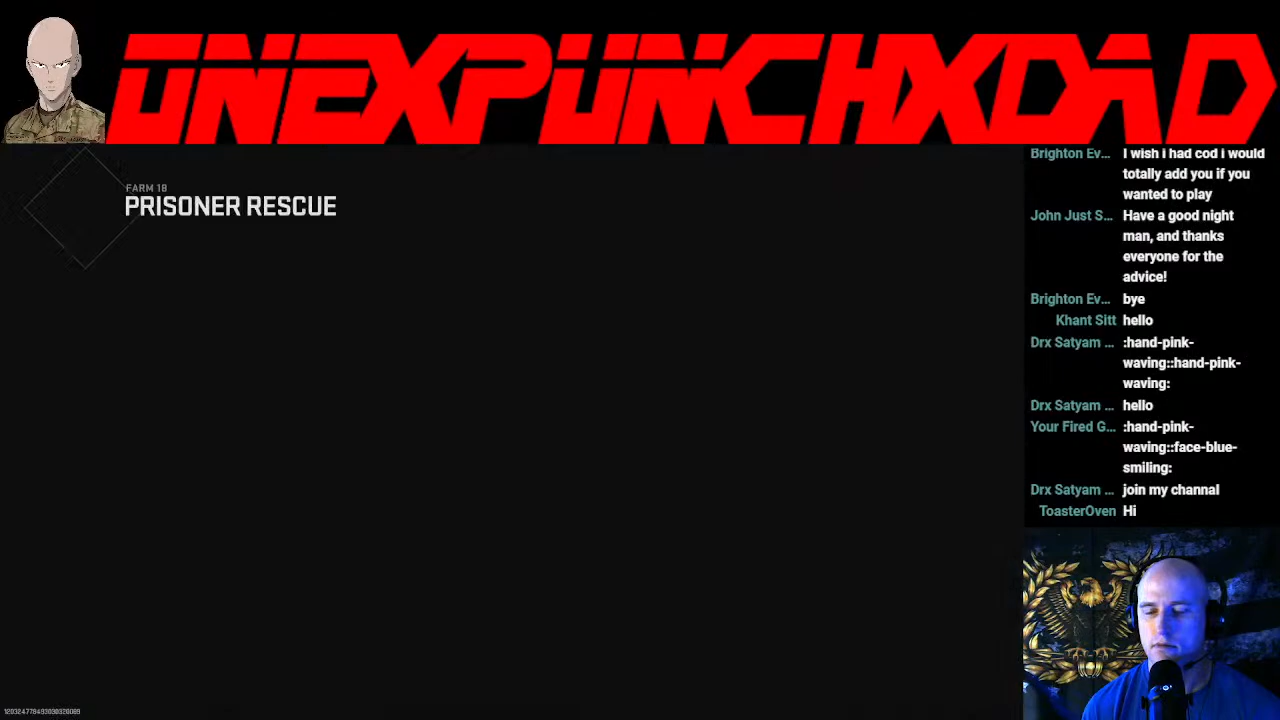 ONEXPUNCHXDAD
FARM 18
PRISONER RESCUE
Brighton Ev... I wish i had cod i would
totally add you if you
wanted to play
John Just S... Have a good night
man, and thanks
everyone for the
advice!
Brighton Ev... bye
Khant Sitt hello
Drx Satyam ... :hand-pink-
waving::hand-pink-
waving:
Drx Satyam ... hello
Your Fired G... :hand-pink-
waving::face-blue-
smiling:
Drx Satyam ... join my channal
ToasterOven Hi